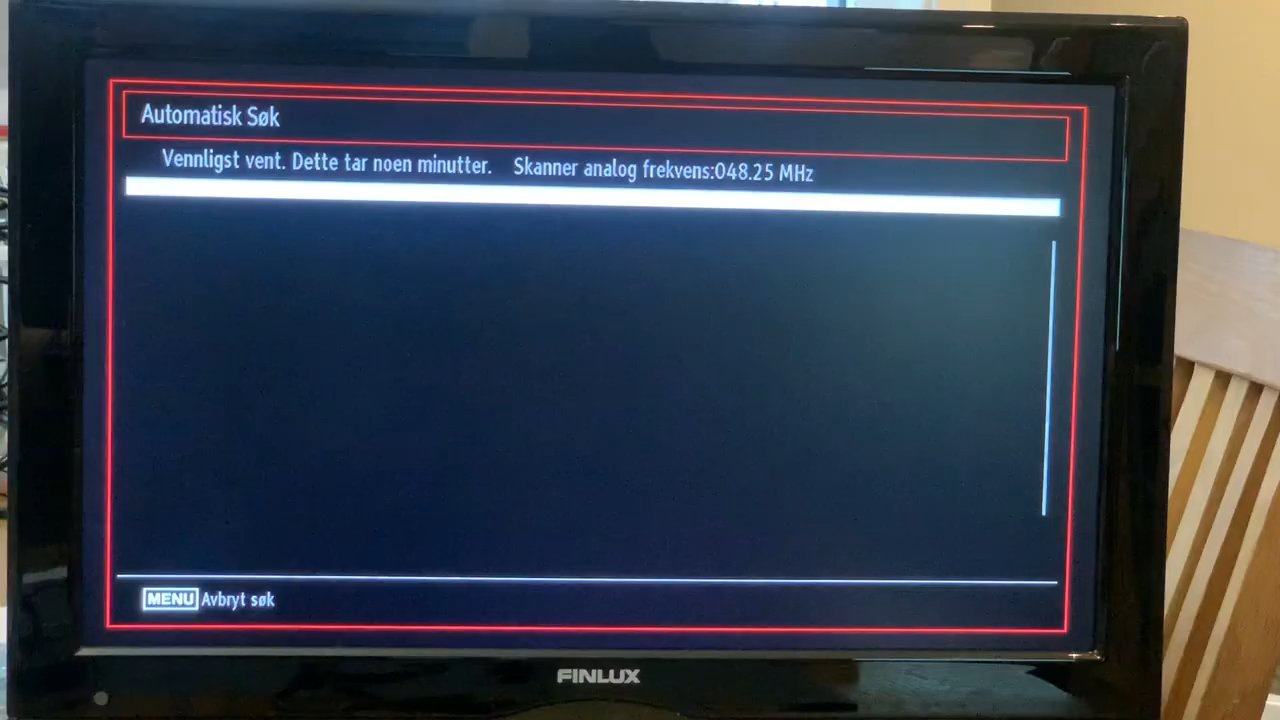 Automatisk Søk
Vennligst vent. Dette tar noen minutter. Skanner analog frekvens:048.25 MHz
MENU Avbryt søk
FINLUX